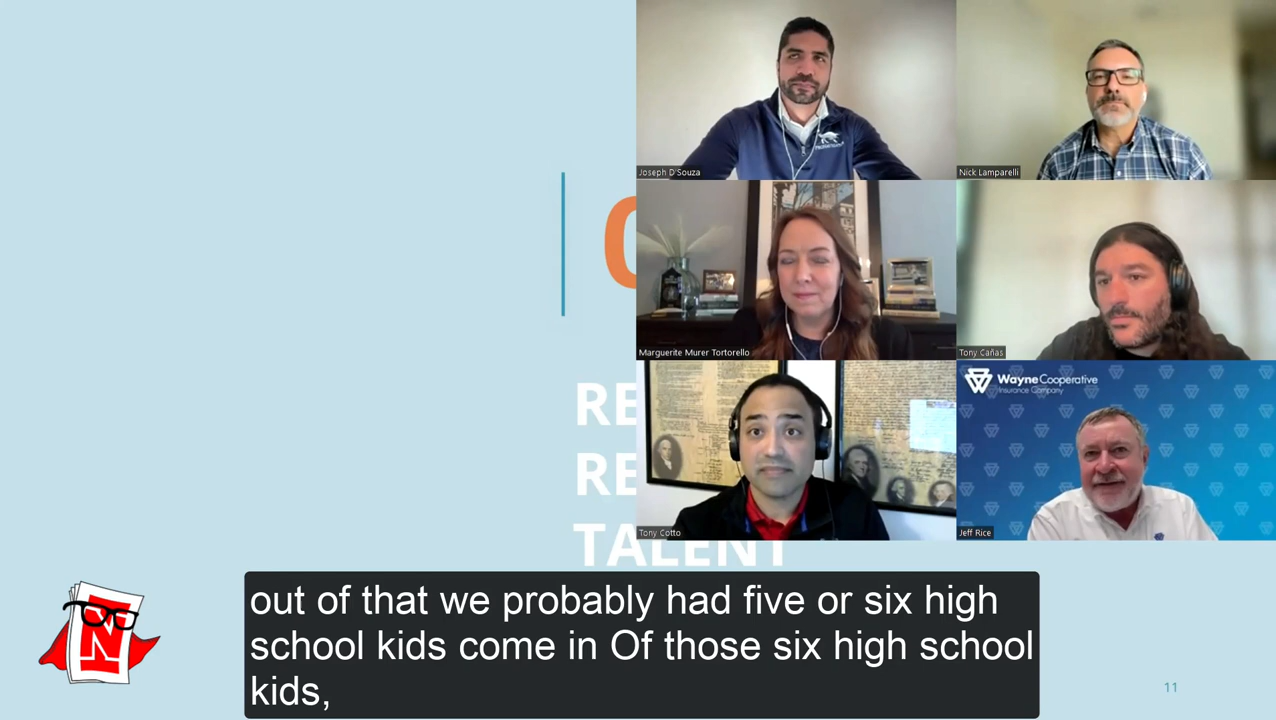 Joseph D'Souza
Nick Lamparelli
Marguerite Murer Tortorello
Tony Cañas
Wayne Cooperative
Insurance Company
Tony Cotto
Jeff Rice
RE
RE
TALENT
N
out of that we probably had five or six high
school kids come in Of those six high school
kids,
11